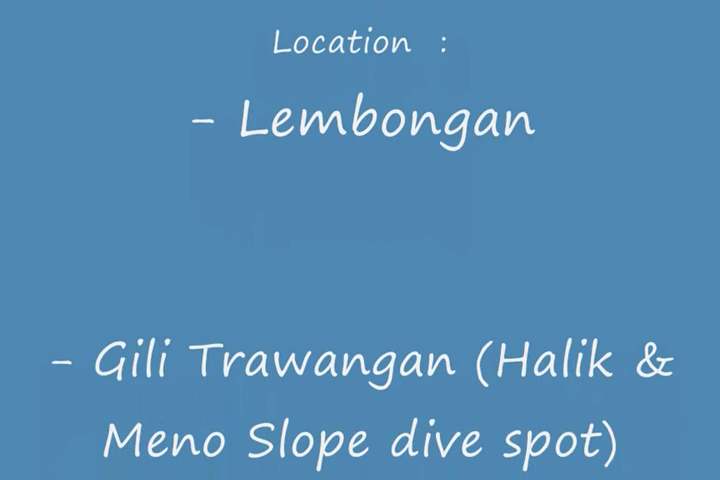 Location :
- Lembongan
- Gili Trawangan (Halik &
Meno Slope dive spot)